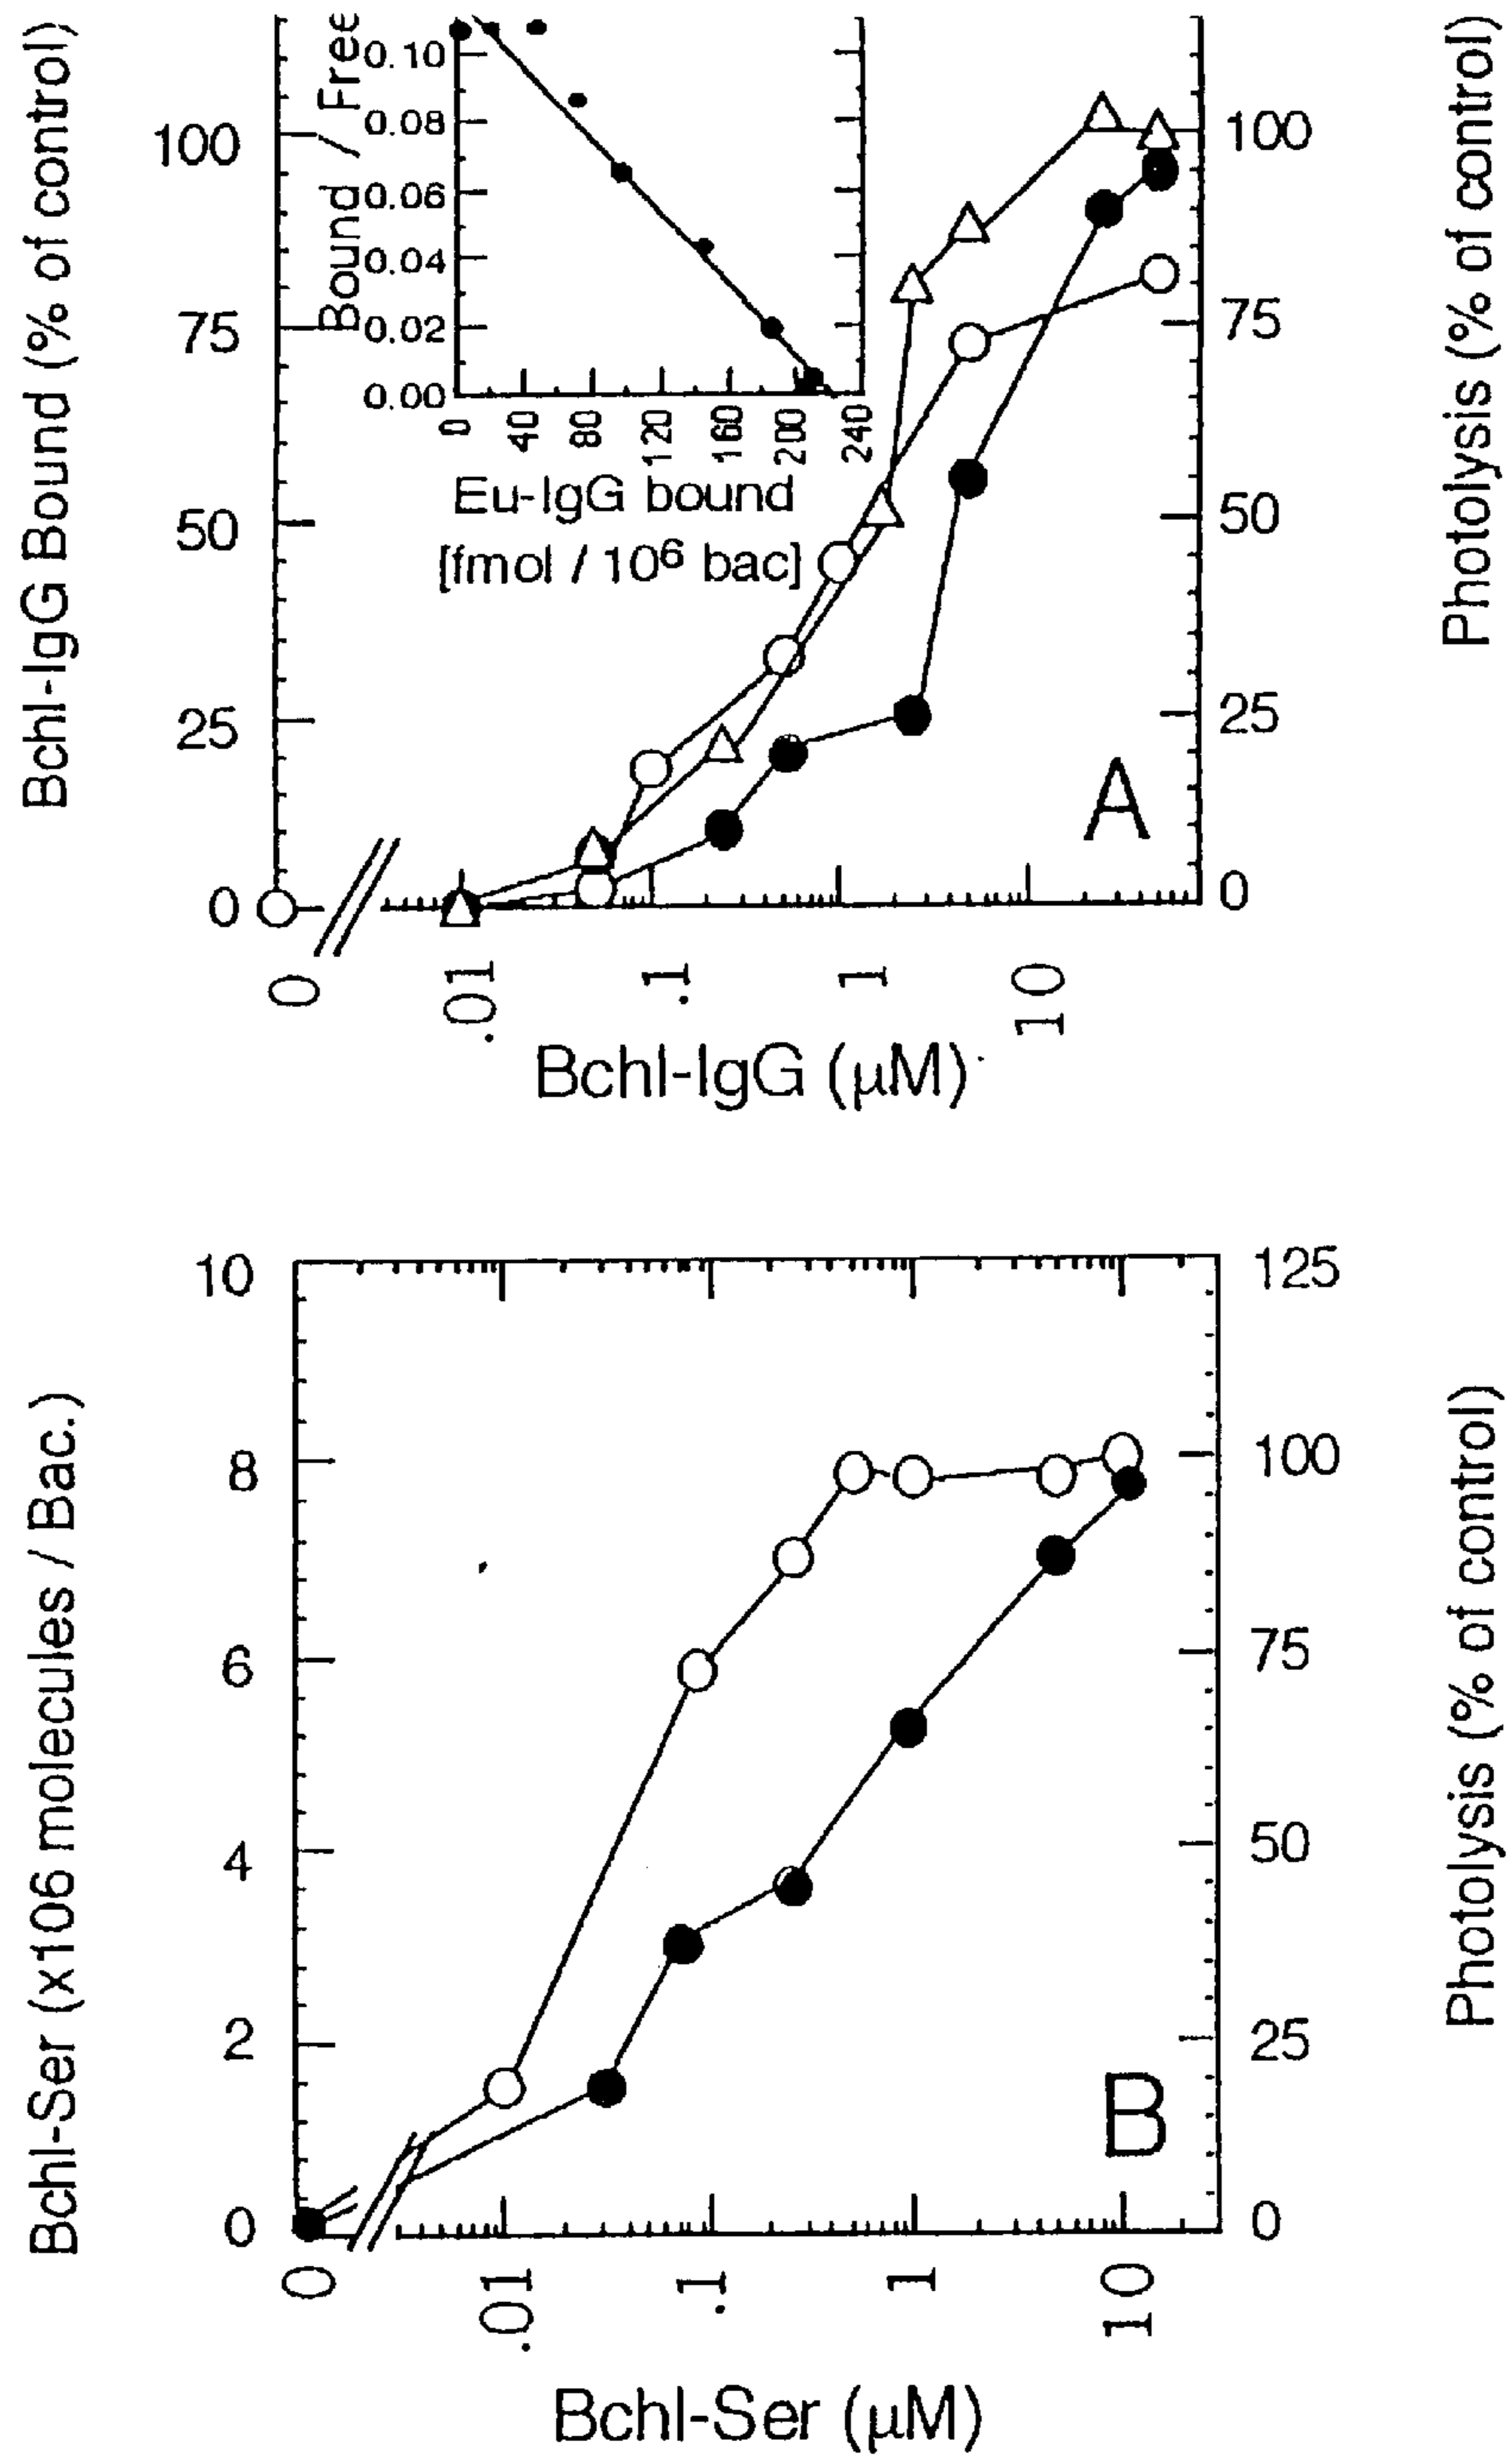 Bchl-IgG Bound (% of control)
100
75
50
25
0
Bound / Free
0.10
0.08
0.06
0.04
0.02
0.00
0 40 80 120 160 200 240
Eu-IgG bound
[fmol / 10⁶ bac]
Photolysis (% of control)
100
75
50
25
0
A
0 .01 .1 1 10
Bchl-IgG (µM)
Bchl-Ser (x106 molecules / Bac.)
10
8
6
4
2
0
Photolysis (% of control)
125
100
75
50
25
0
B
0 .01 .1 1 10
Bchl-Ser (µM)